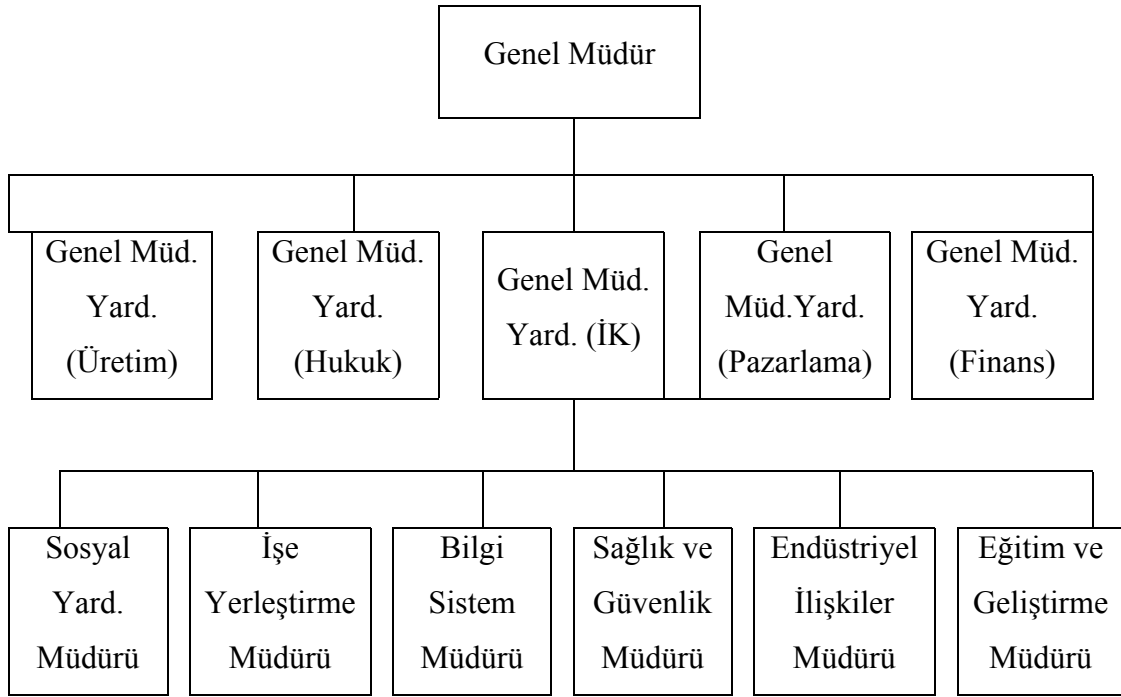 Genel Müdür
Genel Müd.
Yard.
(Üretim)
Genel Müd.
Yard.
(Hukuk)
Genel Müd.
Yard. (İK)
Genel
Müd.Yard.
(Pazarlama)
Genel Müd.
Yard.
(Finans)
Sosyal
Yard.
Müdürü
İşe
Yerleştirme
Müdürü
Bilgi
Sistem
Müdürü
Sağlık ve
Güvenlik
Müdürü
Endüstriyel
İlişkiler
Müdürü
Eğitim ve
Geliştirme
Müdürü